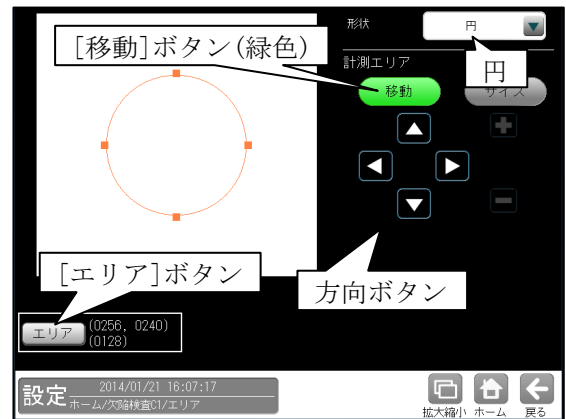 形状
円
[移動]ボタン(緑色)
計測エリア
円
移動
サイズ
[エリア]ボタン
方向ボタン
エリア
(0256, 0240)
(0128)
設定
2014/01/21 16:07:17
ホーム/欠陥検査C1/エリア
拡大縮小
ホーム
戻る